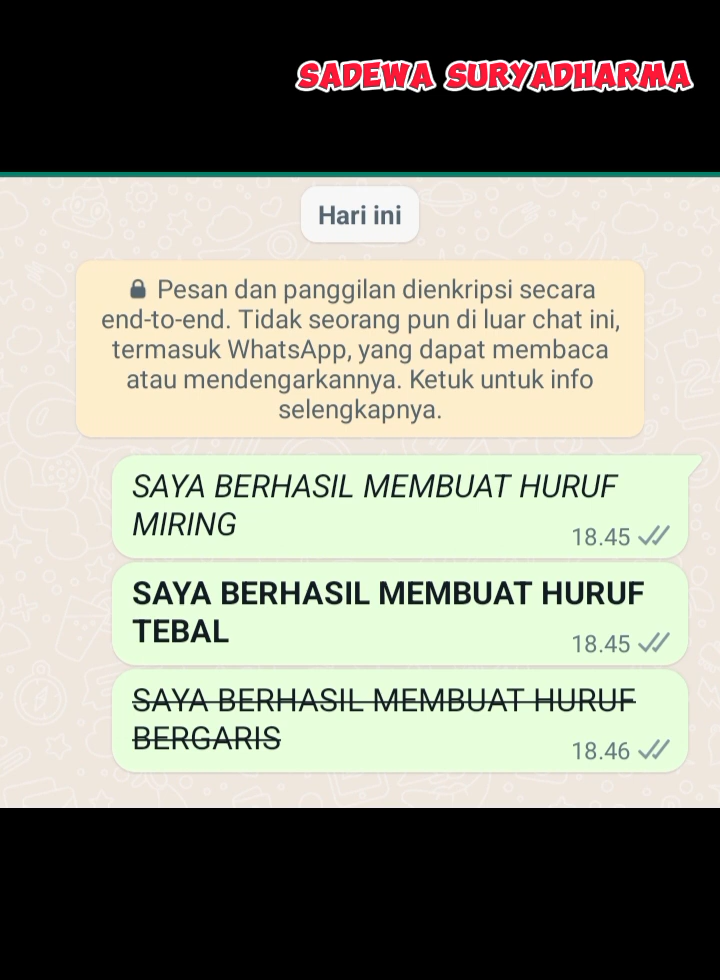 SADEWA SURYADHARMA
Hari ini
Pesan dan panggilan dienkripsi secara
end-to-end. Tidak seorang pun di luar chat ini,
termasuk WhatsApp, yang dapat membaca
atau mendengarkannya. Ketuk untuk info
selengkapnya.
SAYA BERHASIL MEMBUAT HURUF
MIRING
18.45
SAYA BERHASIL MEMBUAT HURUF
TEBAL
18.45
SAYA BERHASIL MEMBUAT HURUF
BERGARIS
18.46